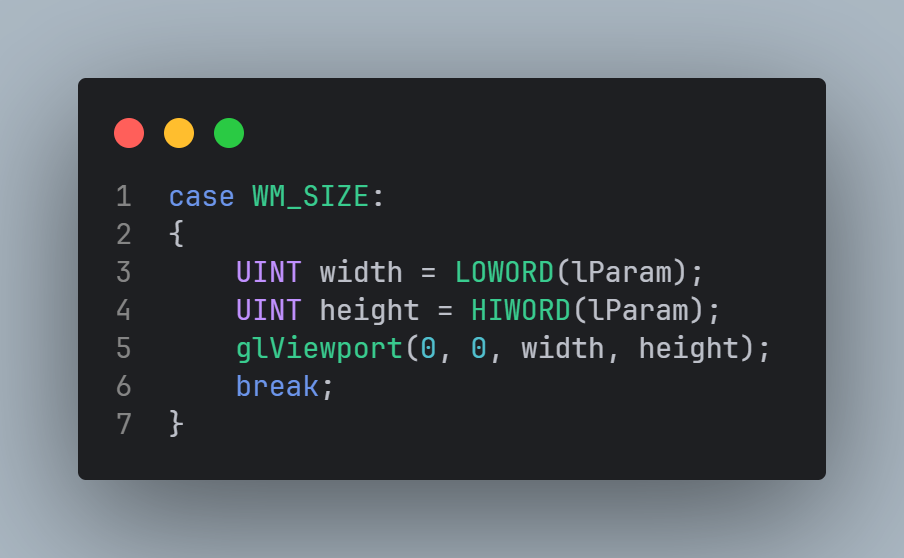 1 case WM_SIZE:
2 {
3     UINT width = LOWORD(lParam);
4     UINT height = HIWORD(lParam);
5     glViewport(0, 0, width, height);
6     break;
7 }